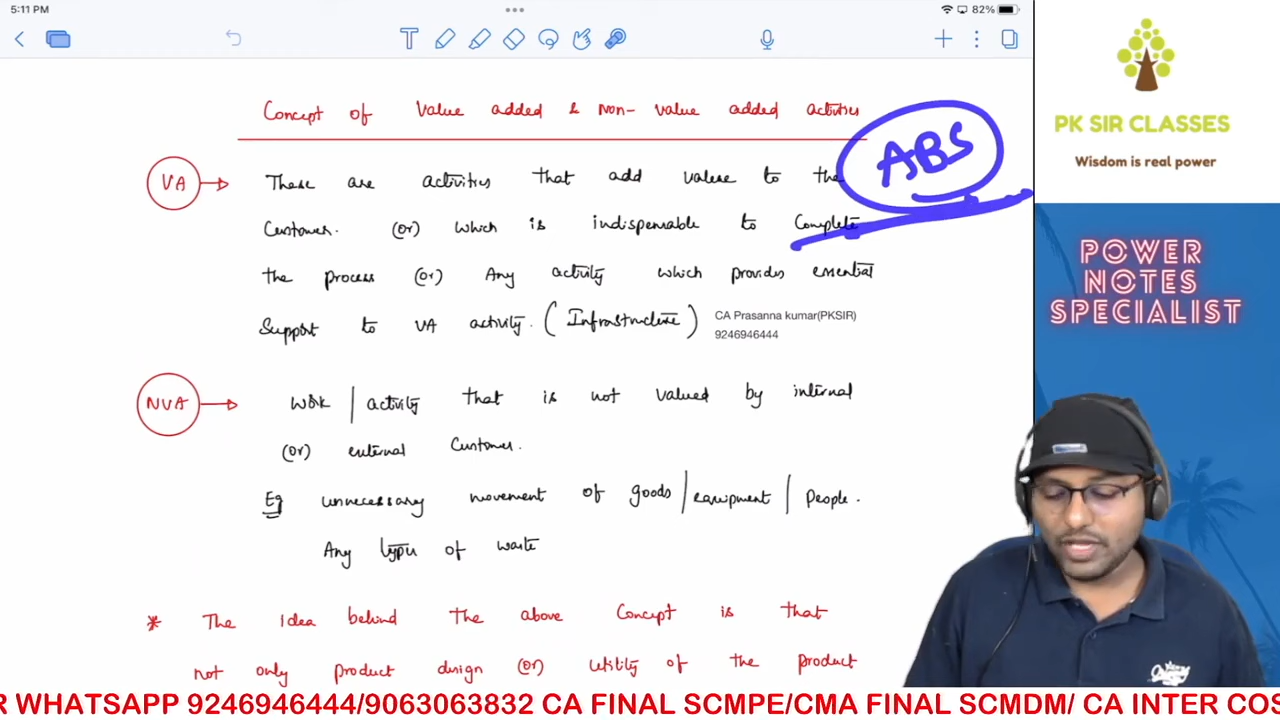 5:11 PM
82%
T
Concept of Value added & Non-value added activities
ABS
VA
These are activities that add value to the
Customer. (or) which is indispensable to Complete
the process (or) Any activity which provides essential
Support to VA activity. (Infrastructure)
CA Prasanna kumar(PKSIR)
9246946444
NVA
Work | activity that is not valued by internal
(or) external Customer.
Eg unnecessary movement of goods | equipment | People.
Any types of waste
* The Idea behind The above Concept is that
not only product design (or) utility of the product
PK SIR CLASSES
Wisdom is real power
POWER
NOTES
SPECIALIST
R WHATSAPP 9246946444/9063063832 CA FINAL SCMPE/CMA FINAL SCMDM/ CA INTER COS